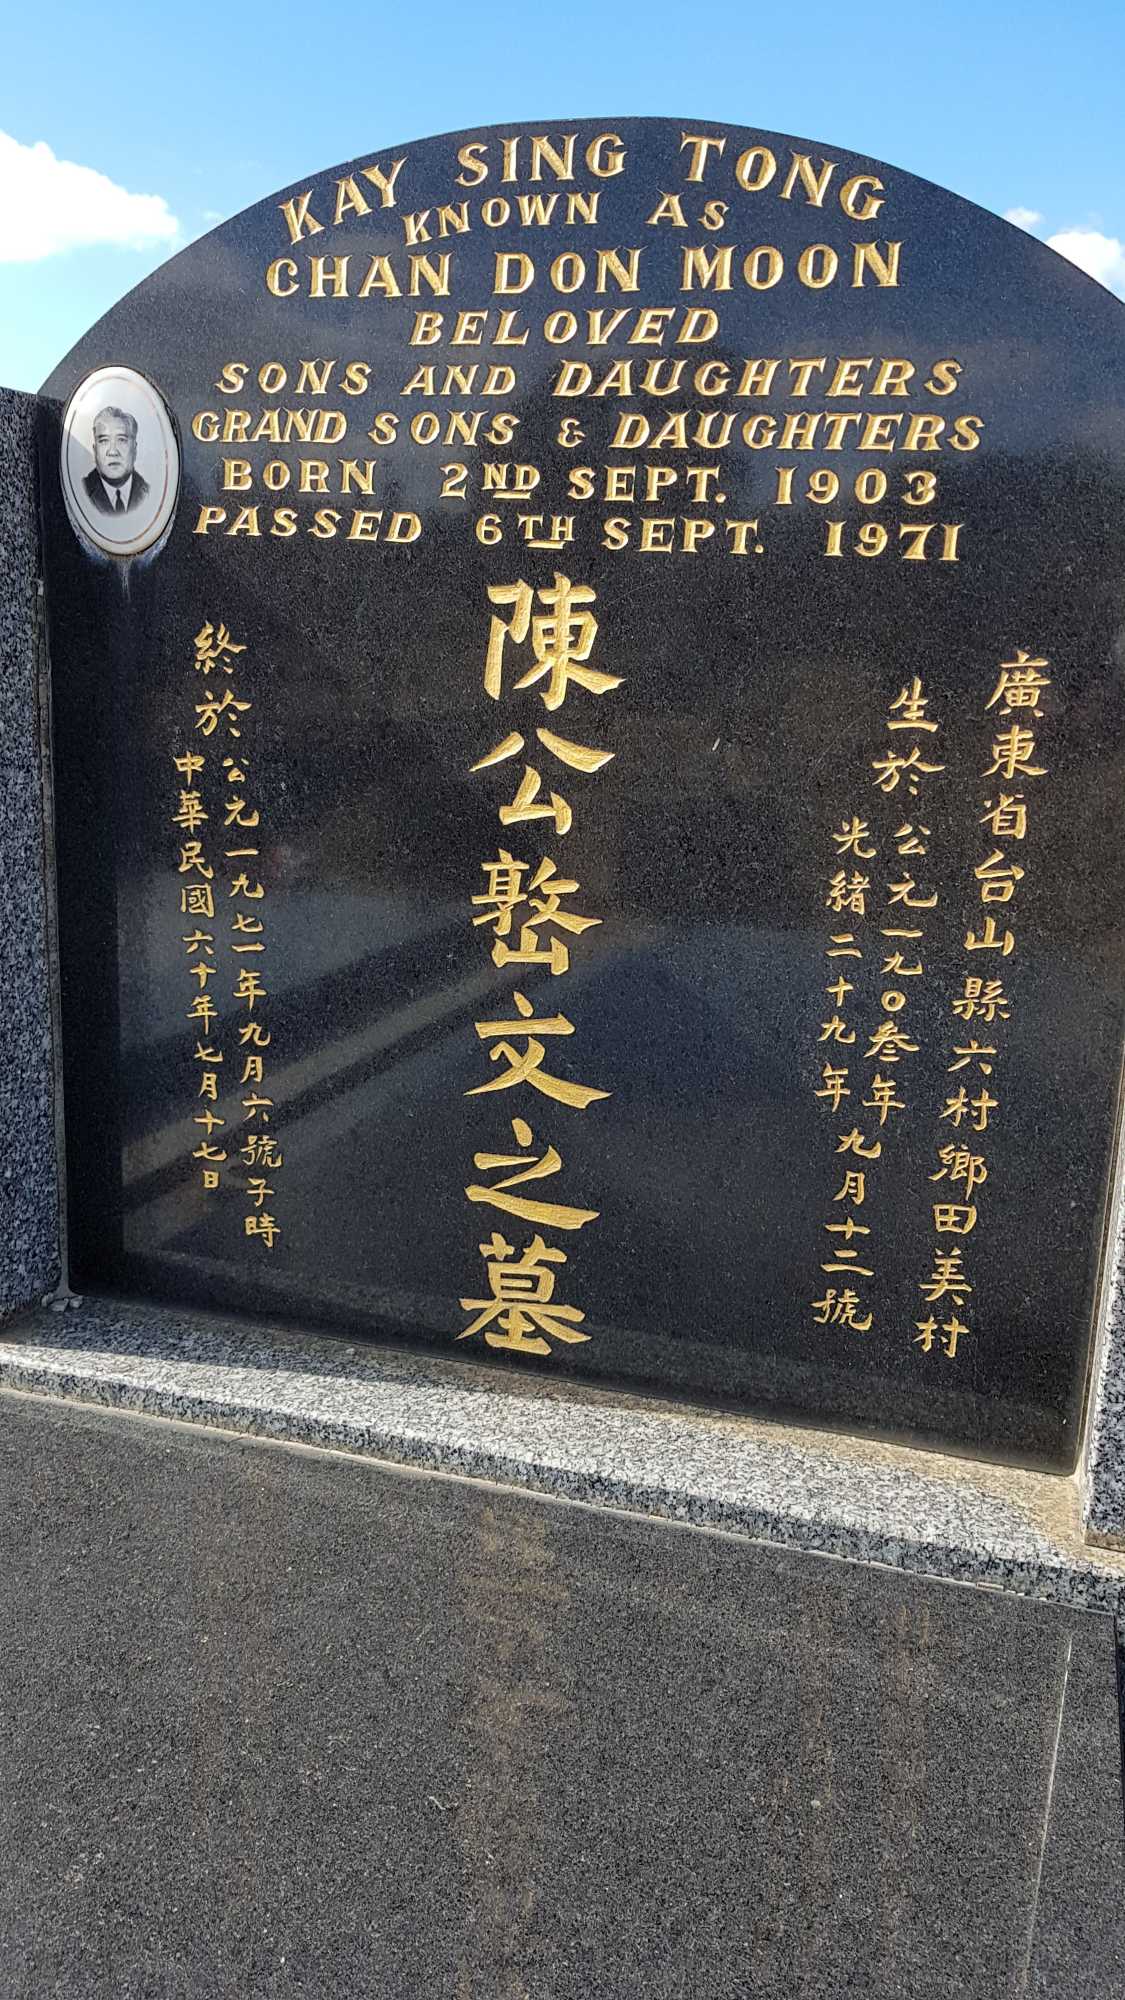 KAY SING TONG
KNOWN AS
CHAN DON MOON
BELOVED
SONS AND DAUGHTERS
GRAND SONS & DAUGHTERS
BORN 2ND SEPT. 1903
PASSED 6TH SEPT. 1971
廣東省台山縣六村鄉田美村
生於公元一九〇叁年
光緒二十九年九月十二號
陳公嶅文之墓
終於公元一九七一年九月六號子時
中華民國六十年七月十七日